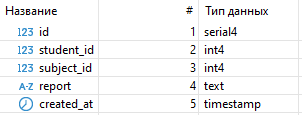 Название # Тип данных
123 id 1 serial4
123 student_id 2 int4
123 subject_id 3 int4
A-Z report 4 text
created_at 5 timestamp